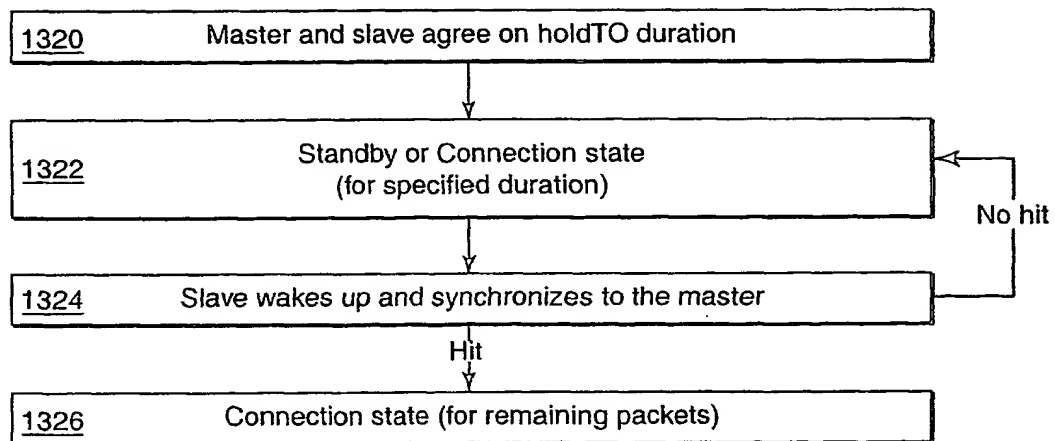 1320 Master and slave agree on holdTO duration
1322 Standby or Connection state
(for specified duration)
No hit
1324 Slave wakes up and synchronizes to the master
Hit
1326 Connection state (for remaining packets)